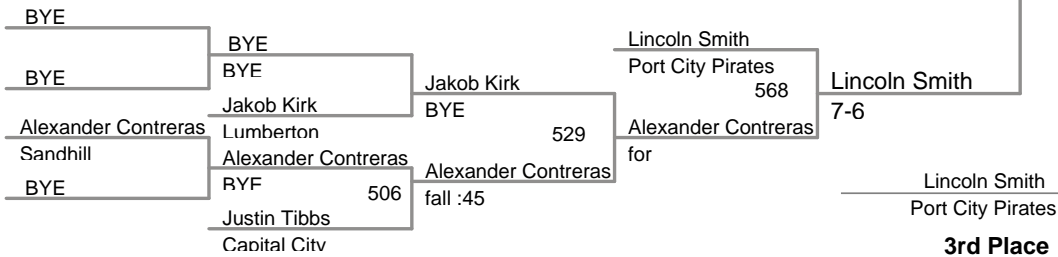 BYE
BYE
Alexander Contreras
Sandhill
BYE
BYE
BYE
Jakob Kirk
Lumberton
Alexander Contreras
BYE
506
Justin Tibbs
Capital City
Jakob Kirk
BYE
529
Alexander Contreras
fall :45
Lincoln Smith
Port City Pirates
568
Alexander Contreras
for
Lincoln Smith
7-6
Lincoln Smith
Port City Pirates
3rd Place